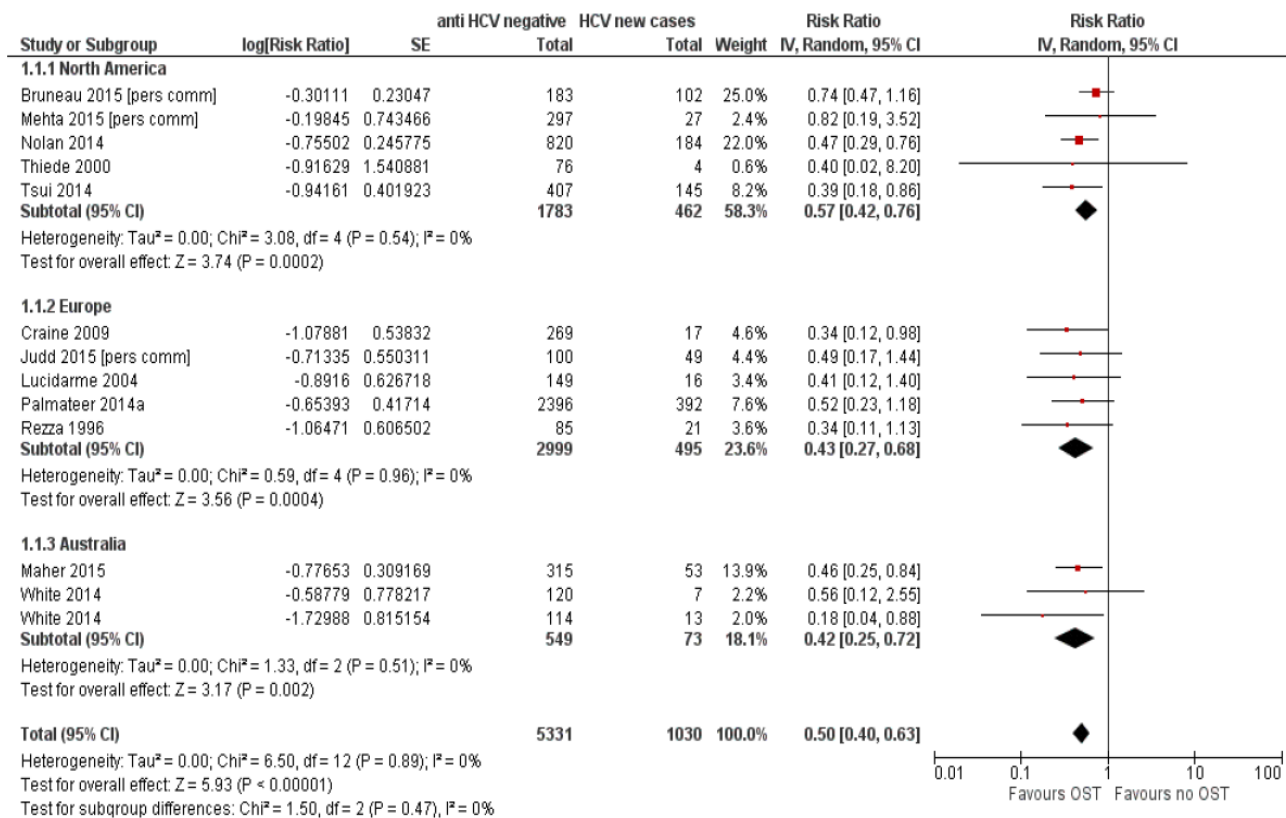 anti HCV negative HCV new cases Risk Ratio Risk Ratio
Study or Subgroup log[Risk Ratio] SE Total Total Weight IV, Random, 95% CI IV, Random, 95% CI
1.1.1 North America
Bruneau 2015 [pers comm] -0.30111 0.23047 183 102 25.0% 0.74 [0.47, 1.16]
Mehta 2015 [pers comm] -0.19845 0.743466 297 27 2.4% 0.82 [0.19, 3.52]
Nolan 2014 -0.75502 0.245775 820 184 22.0% 0.47 [0.29, 0.76]
Thiede 2000 -0.91629 1.540881 76 4 0.6% 0.40 [0.02, 8.20]
Tsui 2014 -0.94161 0.401923 407 145 8.2% 0.39 [0.18, 0.86]
Subtotal (95% CI) 1783 462 58.3% 0.57 [0.42, 0.76]
Heterogeneity: Tau² = 0.00; Chi² = 3.08, df = 4 (P = 0.54); I² = 0%
Test for overall effect: Z = 3.74 (P = 0.0002)
1.1.2 Europe
Craine 2009 -1.07881 0.53832 269 17 4.6% 0.34 [0.12, 0.98]
Judd 2015 [pers comm] -0.71335 0.550311 100 49 4.4% 0.49 [0.17, 1.44]
Lucidarme 2004 -0.8916 0.626718 149 16 3.4% 0.41 [0.12, 1.40]
Palmateer 2014a -0.65393 0.41714 2396 392 7.6% 0.52 [0.23, 1.18]
Rezza 1996 -1.06471 0.606502 85 21 3.6% 0.34 [0.11, 1.13]
Subtotal (95% CI) 2999 495 23.6% 0.43 [0.27, 0.68]
Heterogeneity: Tau² = 0.00; Chi² = 0.59, df = 4 (P = 0.96); I² = 0%
Test for overall effect: Z = 3.56 (P = 0.0004)
1.1.3 Australia
Maher 2015 -0.77653 0.309169 315 53 13.9% 0.46 [0.25, 0.84]
White 2014 -0.58779 0.778217 120 7 2.2% 0.56 [0.12, 2.55]
White 2014 -1.72988 0.815154 114 13 2.0% 0.18 [0.04, 0.88]
Subtotal (95% CI) 549 73 18.1% 0.42 [0.25, 0.72]
Heterogeneity: Tau² = 0.00; Chi² = 1.33, df = 2 (P = 0.51); I² = 0%
Test for overall effect: Z = 3.17 (P = 0.002)
Total (95% CI) 5331 1030 100.0% 0.50 [0.40, 0.63]
Heterogeneity: Tau² = 0.00; Chi² = 6.50, df = 12 (P = 0.89); I² = 0%
Test for overall effect: Z = 5.93 (P < 0.00001)
Test for subgroup differences: Chi² = 1.50, df = 2 (P = 0.47), I² = 0%
0.01 0.1 1 10 100
Favours OST Favours no OST